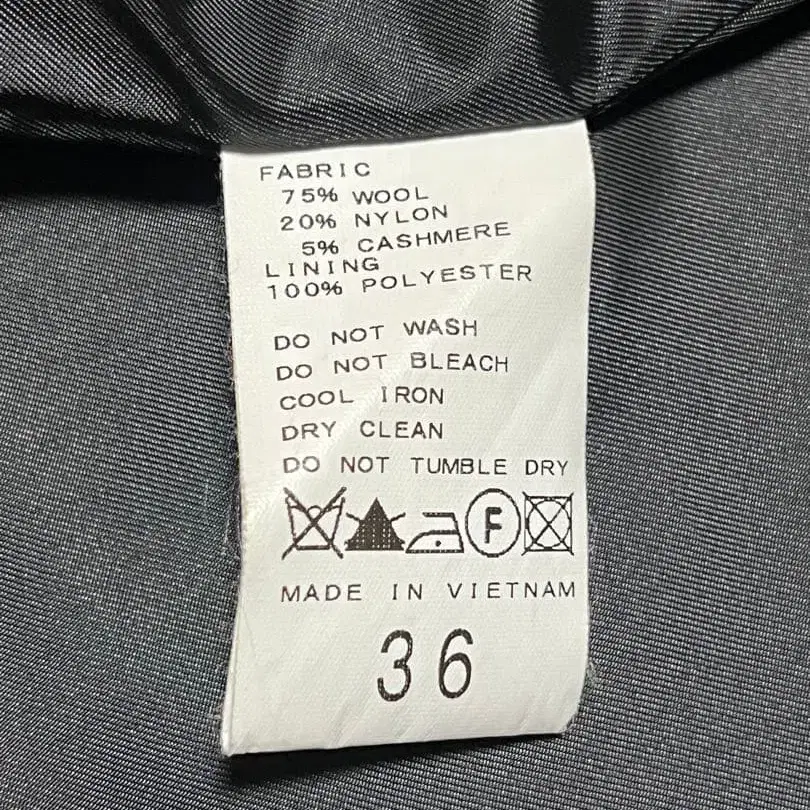 FABRIC
75% WOOL
20% NYLON
5% CASHMERE
LINING
100% POLYESTER
DO NOT WASH
DO NOT BLEACH
COOL IRON
DRY CLEAN
DO NOT TUMBLE DRY
F
MADE IN VIETNAM
36